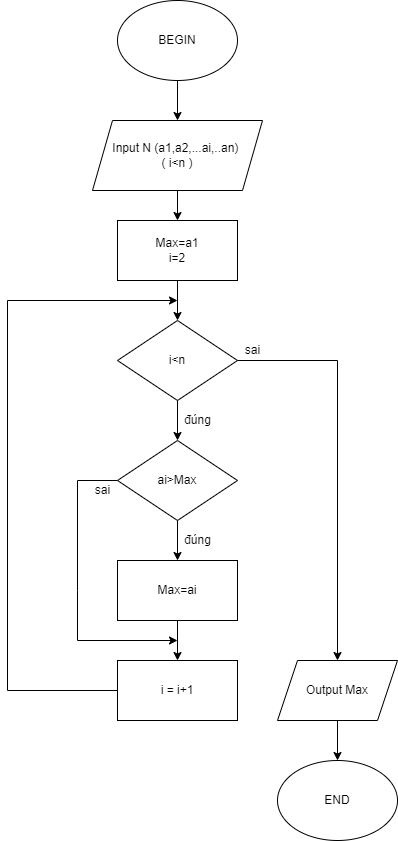 BEGIN
Input N (a1,a2,...ai,..an)
( i<n )
Max=a1
i=2
i<n
sai
đúng
ai>Max
sai
đúng
Max=ai
i = i+1
Output Max
END